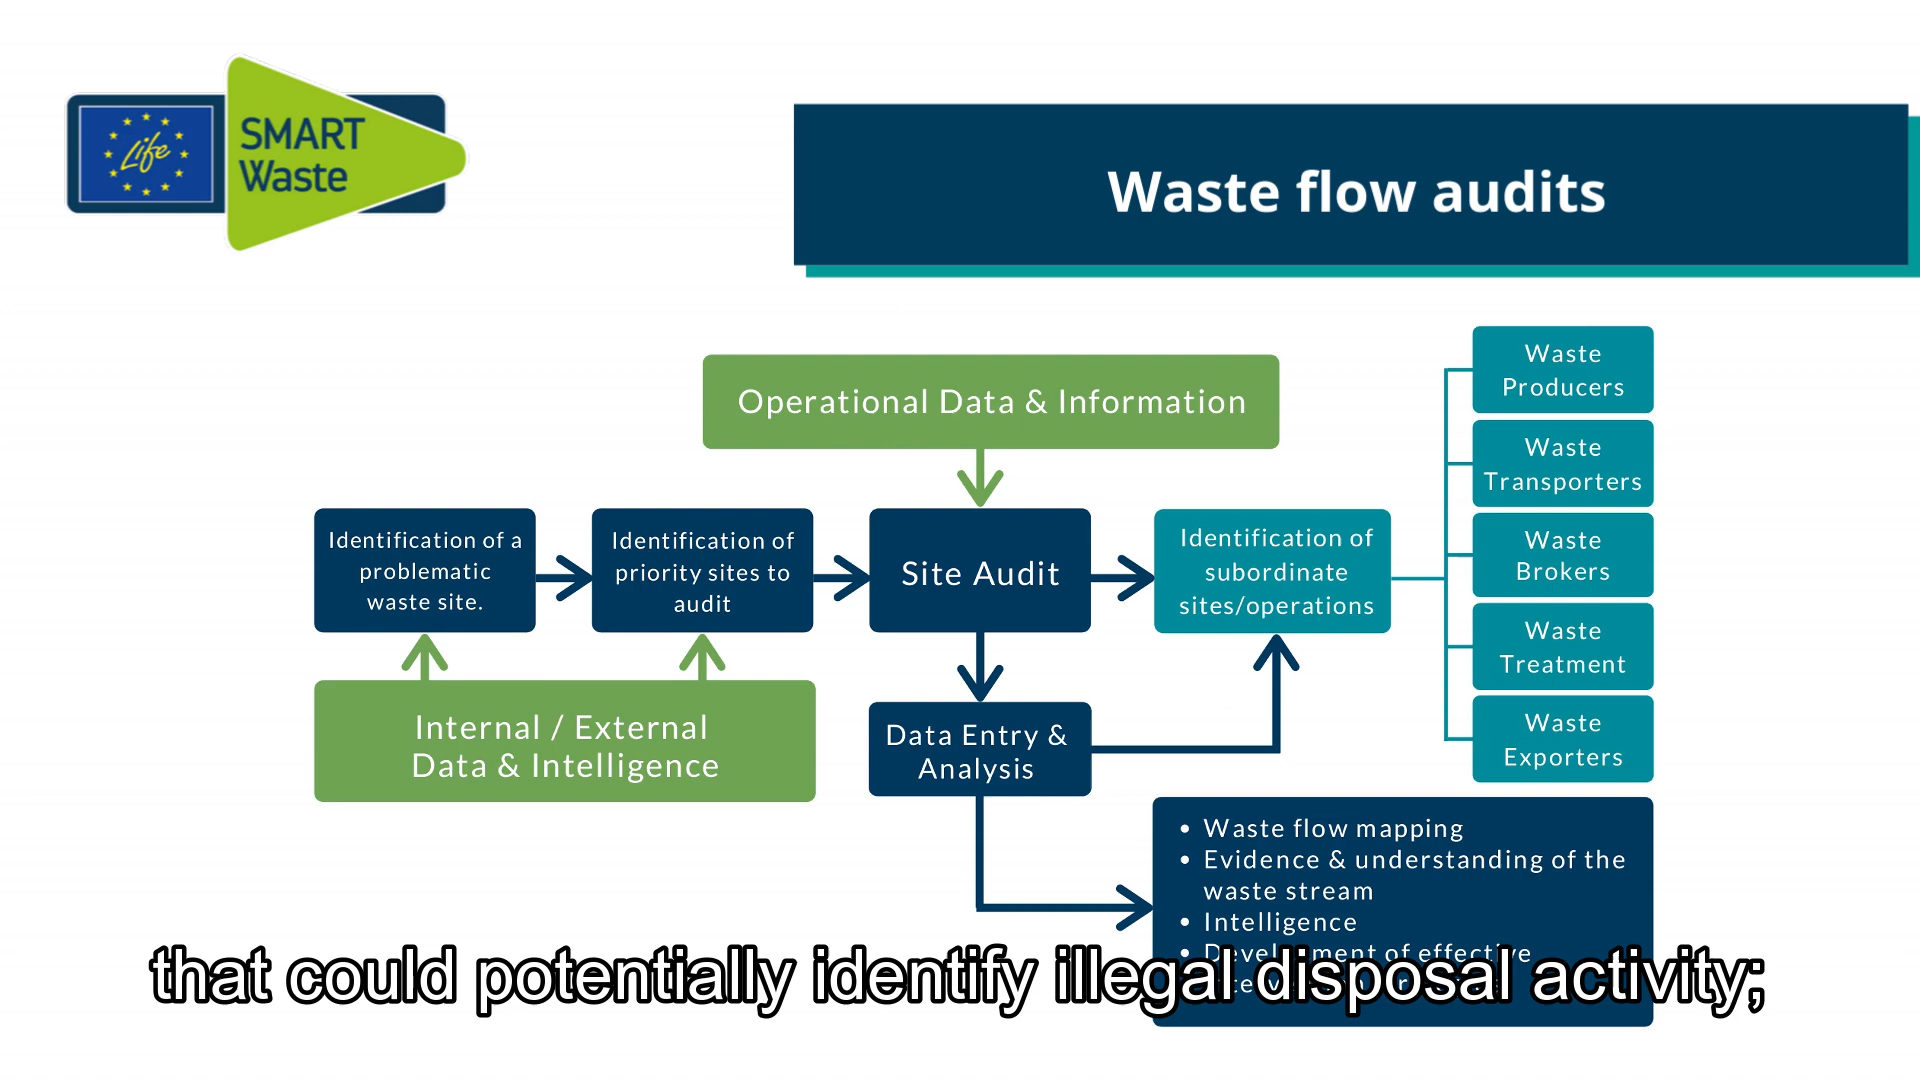 Life
SMART
Waste
Waste flow audits
Operational Data & Information
Identification of a
problematic
waste site.
Identification of
priority sites to
audit
Site Audit
Identification of
subordinate
sites/operations
Waste
Producers
Waste
Transporters
Waste
Brokers
Waste
Treatment
Waste
Exporters
Internal / External
Data & Intelligence
Data Entry &
Analysis
• Waste flow mapping
• Evidence & understanding of the
waste stream
• Intelligence
• Development of effective
that could potentially identify illegal disposal activity;